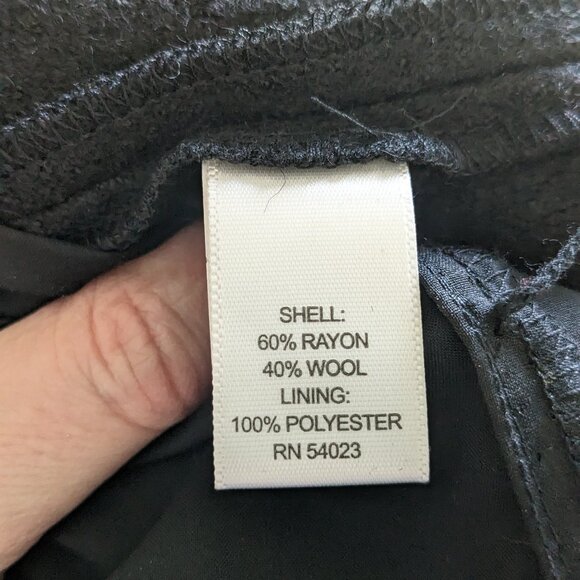 SHELL:
60% RAYON
40% WOOL
LINING:
100% POLYESTER
RN 54023